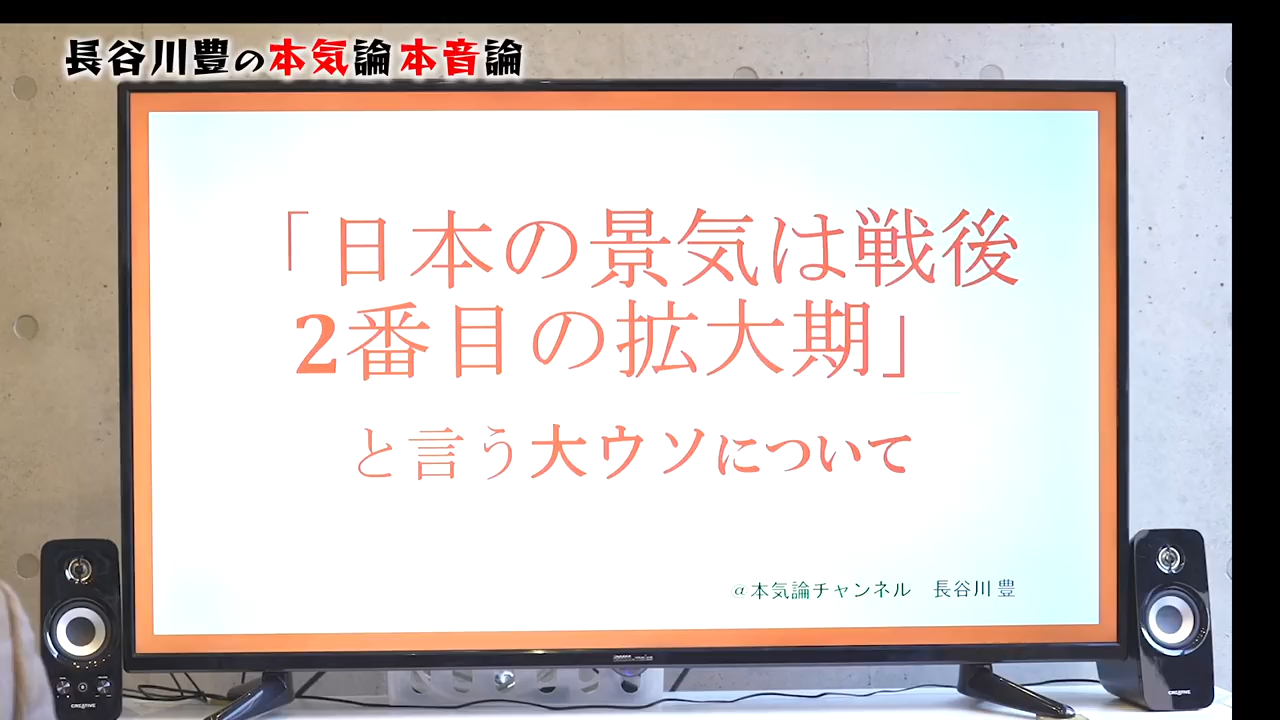 長谷川豊の本気論本音論
「日本の景気は戦後
2番目の拡大期」
と言う大ウソについて
@本気論チャンネル　長谷川 豊
CREATIVE
CREATIVE